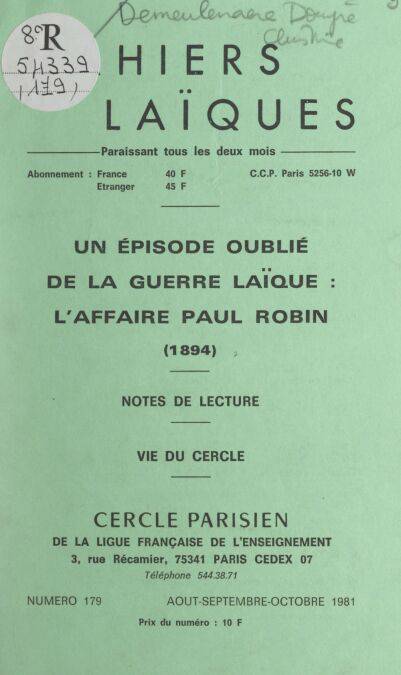 Demeulenaere Douyère
Christine
8º R
54339
(179)
HIERS
LAÏQUES
Paraissant tous les deux mois
Abonnement : France 40 F C.C.P. Paris 5256-10 W
Etranger 45 F
UN ÉPISODE OUBLIÉ
DE LA GUERRE LAÏQUE :
L'AFFAIRE PAUL ROBIN
(1894)
NOTES DE LECTURE
VIE DU CERCLE
CERCLE PARISIEN
DE LA LIGUE FRANÇAISE DE L'ENSEIGNEMENT
3, rue Récamier, 75341 PARIS CEDEX 07
Téléphone 544.38.71
NUMERO 179 AOUT-SEPTEMBRE-OCTOBRE 1981
Prix du numéro : 10 F